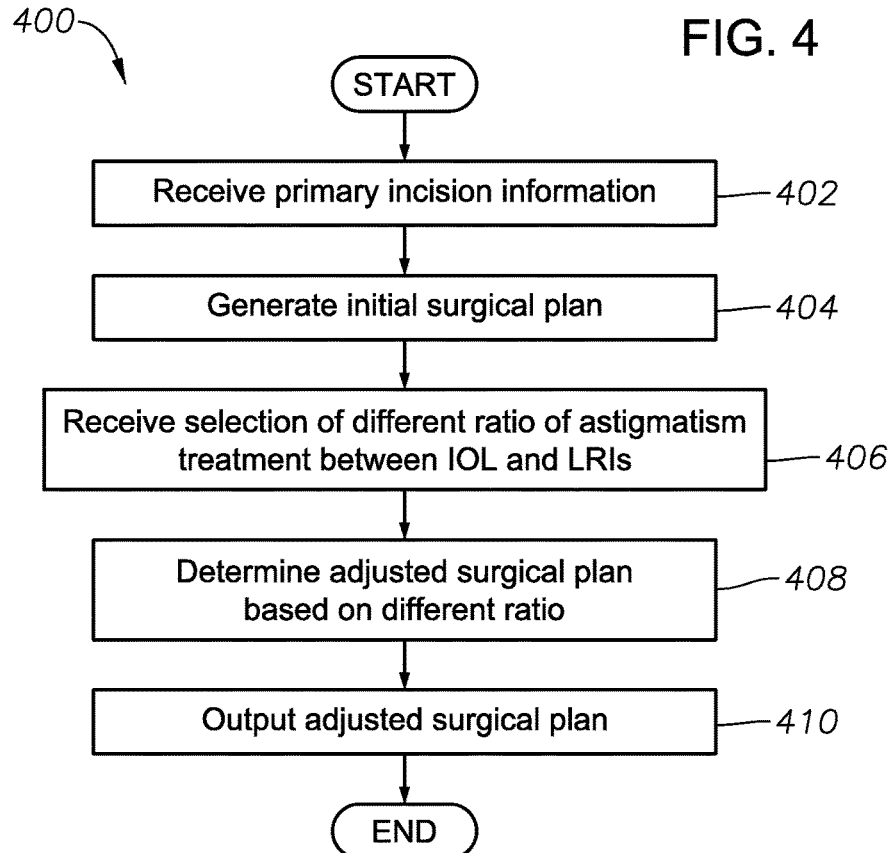 400
FIG. 4
START
Receive primary incision information
402
Generate initial surgical plan
404
Receive selection of different ratio of astigmatism
treatment between IOL and LRIs
406
Determine adjusted surgical plan
based on different ratio
408
Output adjusted surgical plan
410
END